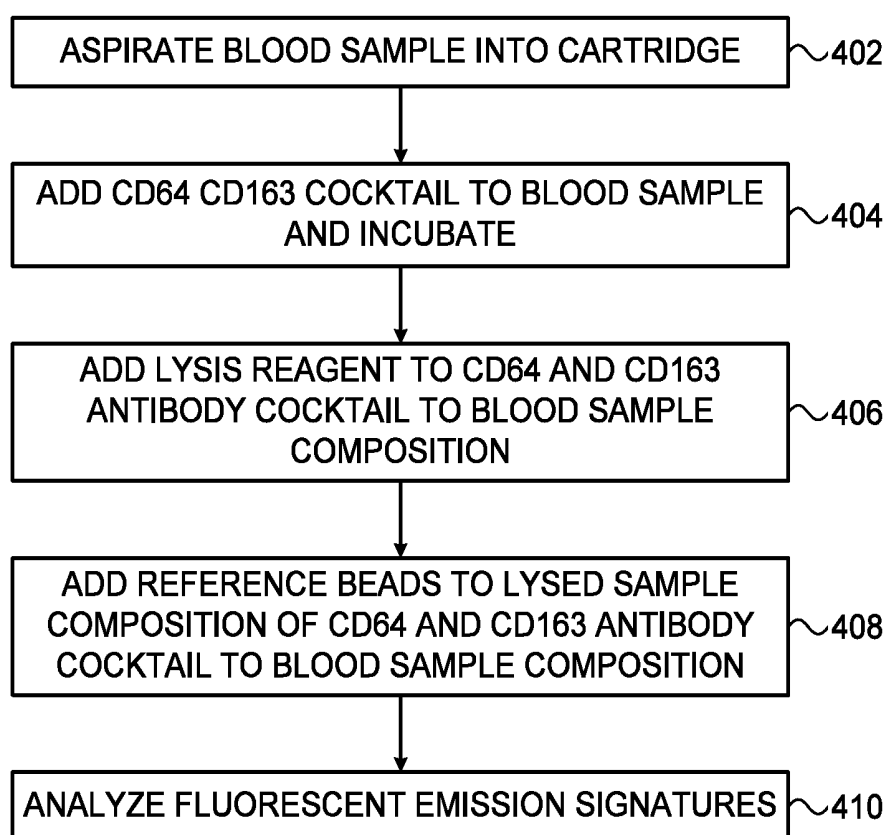 ASPIRATE BLOOD SAMPLE INTO CARTRIDGE 402
ADD CD64 CD163 COCKTAIL TO BLOOD SAMPLE
AND INCUBATE
404
ADD LYSIS REAGENT TO CD64 AND CD163
ANTIBODY COCKTAIL TO BLOOD SAMPLE
COMPOSITION
406
ADD REFERENCE BEADS TO LYSED SAMPLE
COMPOSITION OF CD64 AND CD163 ANTIBODY
COCKTAIL TO BLOOD SAMPLE COMPOSITION
408
ANALYZE FLUORESCENT EMISSION SIGNATURES 410